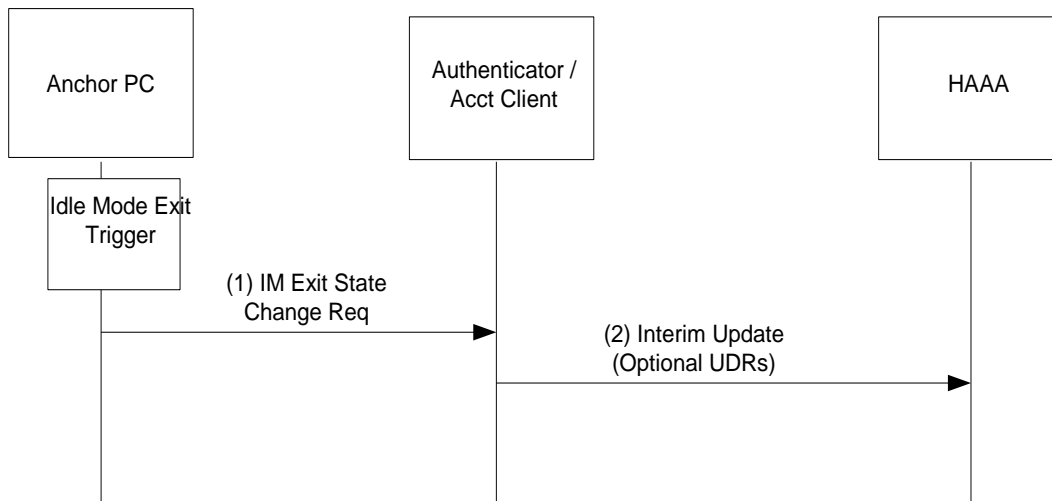 Anchor PC
Authenticator /
Acct Client
HAAA
Idle Mode Exit
Trigger
(1) IM Exit State
Change Req
(2) Interim Update
(Optional UDRs)